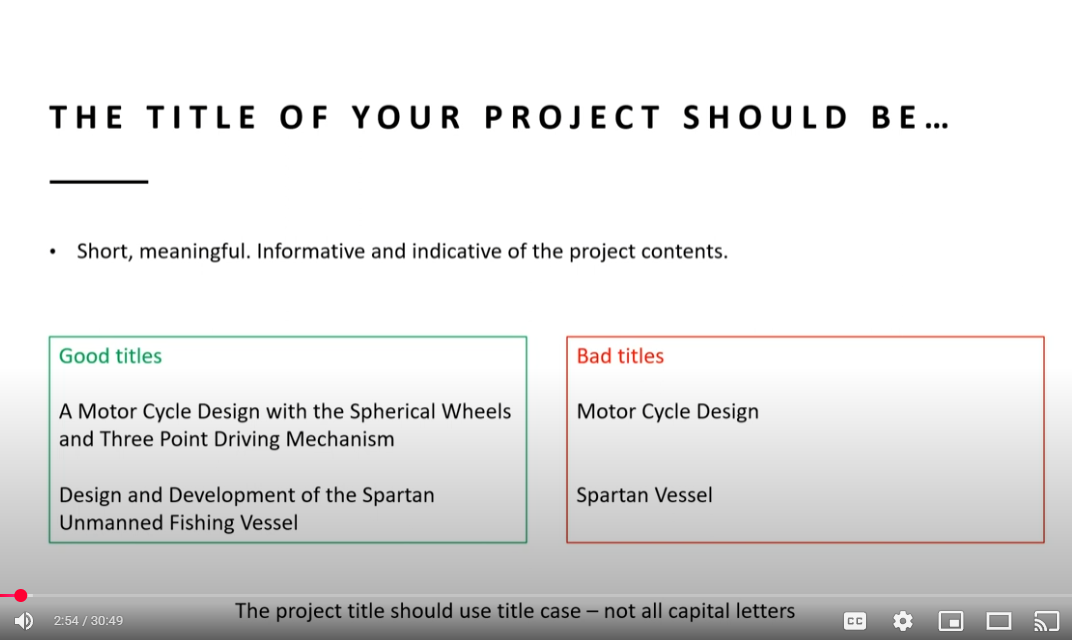 THE TITLE OF YOUR PROJECT SHOULD BE…
• Short, meaningful. Informative and indicative of the project contents.
Good titles
A Motor Cycle Design with the Spherical Wheels
and Three Point Driving Mechanism
Design and Development of the Spartan
Unmanned Fishing Vessel
Bad titles
Motor Cycle Design
Spartan Vessel
The project title should use title case – not all capital letters
2:54 / 30:49
CC